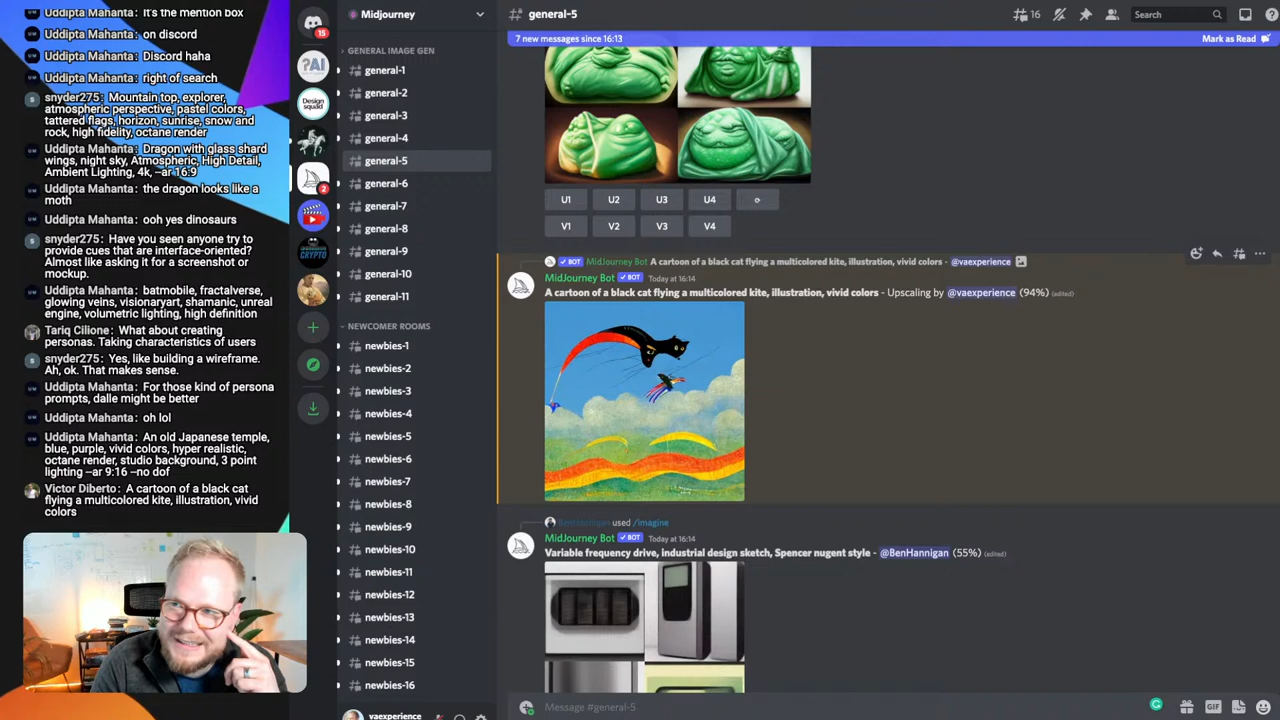 Uddipta Mahanta: It's the mention box
Uddipta Mahanta: on discord
Uddipta Mahanta: Discord haha
Uddipta Mahanta: right of search
snyder275: Mountain top, explorer,
atmospheric perspective, pastel colors,
tattered flags, horizon, sunrise, snow and
rock, high fidelity, octane render
Uddipta Mahanta: Dragon with glass shard
wings, night sky, Atmospheric, High Detail,
Ambient Lighting, 4k, --ar 16:9
Uddipta Mahanta: the dragon looks like a
moth
Uddipta Mahanta: ooh yes dinosaurs
snyder275: Have you seen anyone try to
provide cues that are interface-oriented?
Almost like asking it for a screenshot or
mockup.
Uddipta Mahanta: batmobile, fractalverse,
glowing veins, visionaryart, shamanic, unreal
engine, volumetric lighting, high definition
Tariq Cilione: What about creating
personas. Taking characteristics of users
snyder275: Yes, like building a wireframe.
Ah, ok. That makes sense.
Uddipta Mahanta: For those kind of persona
prompts, dalle might be better
Uddipta Mahanta: oh lol
Uddipta Mahanta: An old Japanese temple,
blue, purple, vivid colors, hyper realistic,
octane render, studio background, 3 point
lighting --ar 9:16 --no dof
Victor Diberto: A cartoon of a black cat
flying a multicolored kite, illustration, vivid
colors
15
?AI
Design
squad
2
CRYPTO
Midjourney
GENERAL IMAGE GEN
general-1
general-2
general-3
general-4
general-5
general-6
general-7
general-8
general-9
general-10
general-11
NEWCOMER ROOMS
newbies-1
newbies-2
newbies-3
newbies-4
newbies-5
newbies-6
newbies-7
newbies-8
newbies-9
newbies-10
newbies-11
newbies-12
newbies-13
newbies-14
newbies-15
newbies-16
vaexperience
general-5
16
Search
7 new messages since 16:13
Mark as Read
U1 U2 U3 U4
V1 V2 V3 V4
BOT MidJourney Bot A cartoon of a black cat flying a multicolored kite, illustration, vivid colors - @vaexperience
MidJourney Bot BOT Today at 16:14
A cartoon of a black cat flying a multicolored kite, illustration, vivid colors - Upscaling by @vaexperience (94%) (edited)
BenHannigan used /imagine
MidJourney Bot BOT Today at 16:14
Variable frequency drive, industrial design sketch, Spencer nugent style - @BenHannigan (55%) (edited)
Message #general-5
GIF